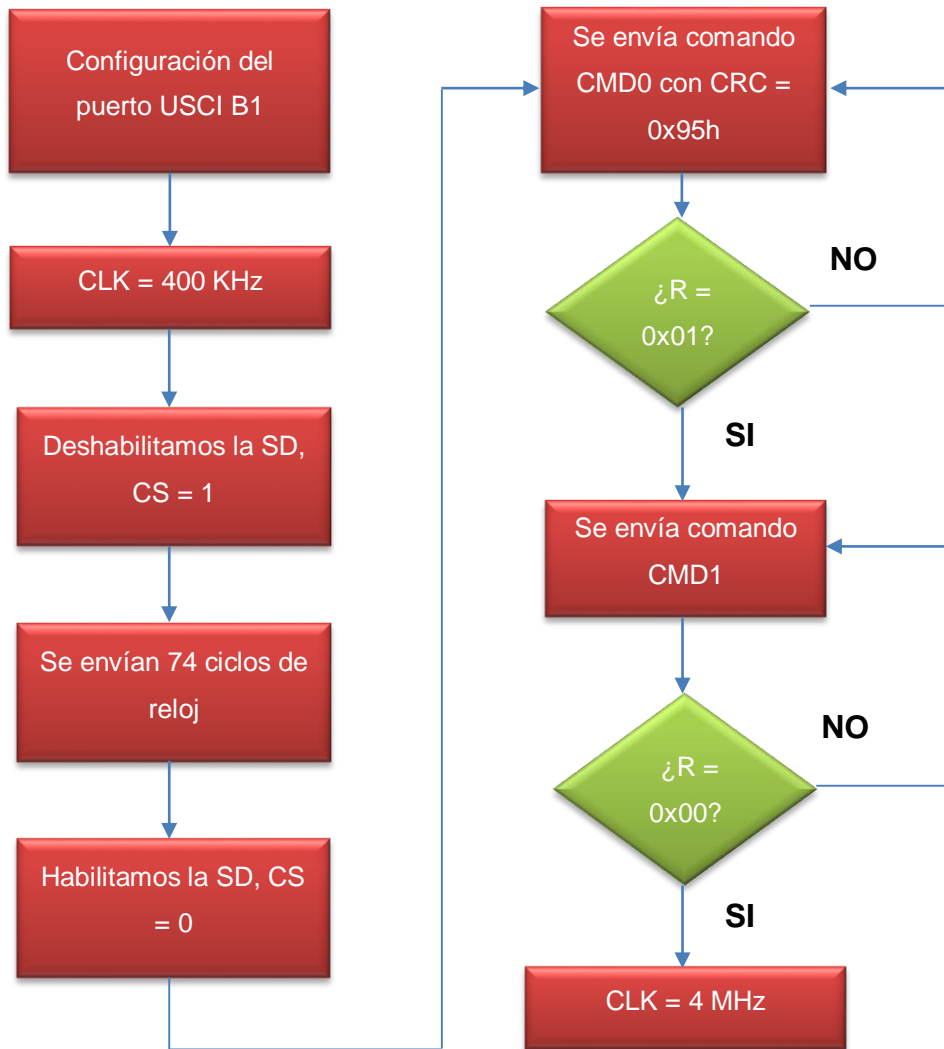 Configuración del
puerto USCI B1
CLK = 400 KHz
Deshabilitamos la SD,
CS = 1
Se envían 74 ciclos de
reloj
Habilitamos la SD, CS
= 0
Se envía comando
CMD0 con CRC =
0x95h
¿R =
0x01?
NO
SI
Se envía comando
CMD1
¿R =
0x00?
NO
SI
CLK = 4 MHz